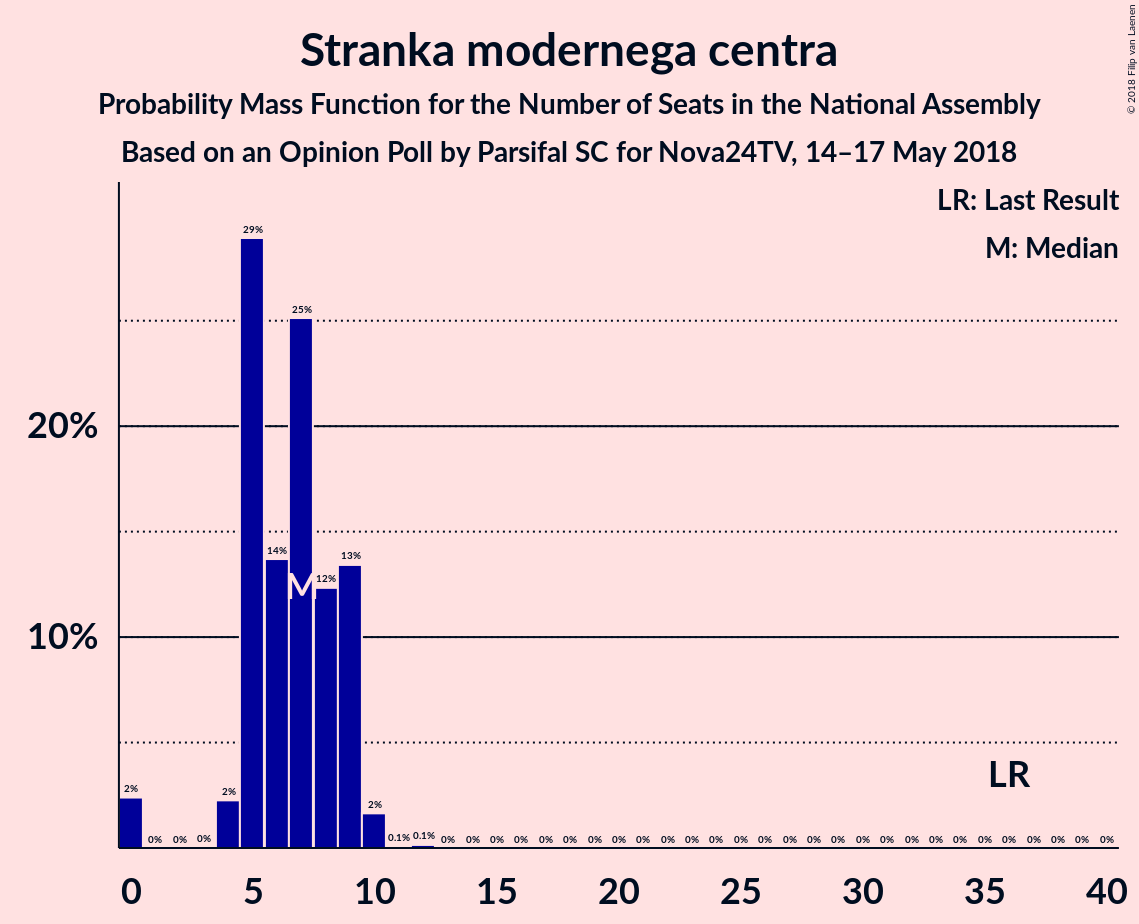 © 2018 Filip van Laenen
Stranka modernega centra
Probability Mass Function for the Number of Seats in the National Assembly
Based on an Opinion Poll by Parsifal SC for Nova24TV, 14–17 May 2018
LR: Last Result
M: Median
29%
25%
20%
14%
13%
12%
M
10%
LR
2% 0% 0% 0% 2% 2% 0.1% 0.1% 0% 0% 0% 0% 0% 0% 0% 0% 0% 0% 0% 0% 0% 0% 0% 0% 0% 0% 0% 0% 0% 0% 0% 0% 0% 0% 0% 0%
0 5 10 15 20 25 30 35 40